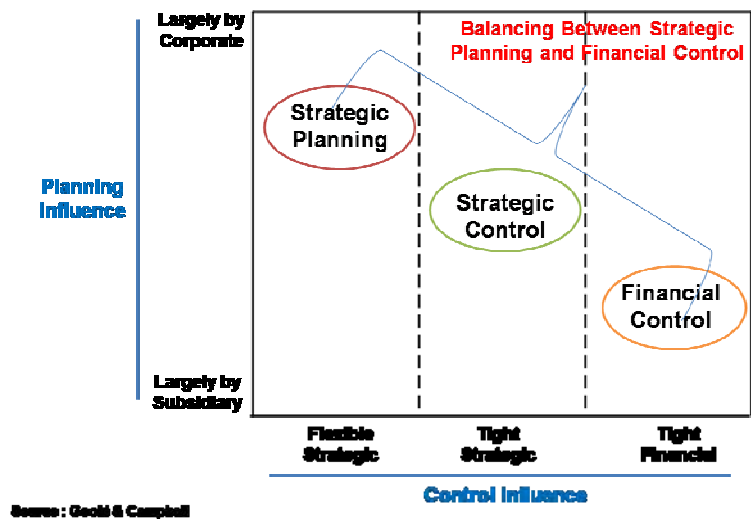 Largely by
Corporate
Balancing Between Strategic
Planning and Financial Control
Strategic
Planning
Planning
Influence
Strategic
Control
Financial
Control
Largely by
Subsidiary
Flexible
Strategic
Tight
Strategic
Tight
Financial
Control Influance
Source : Goold & Campbell